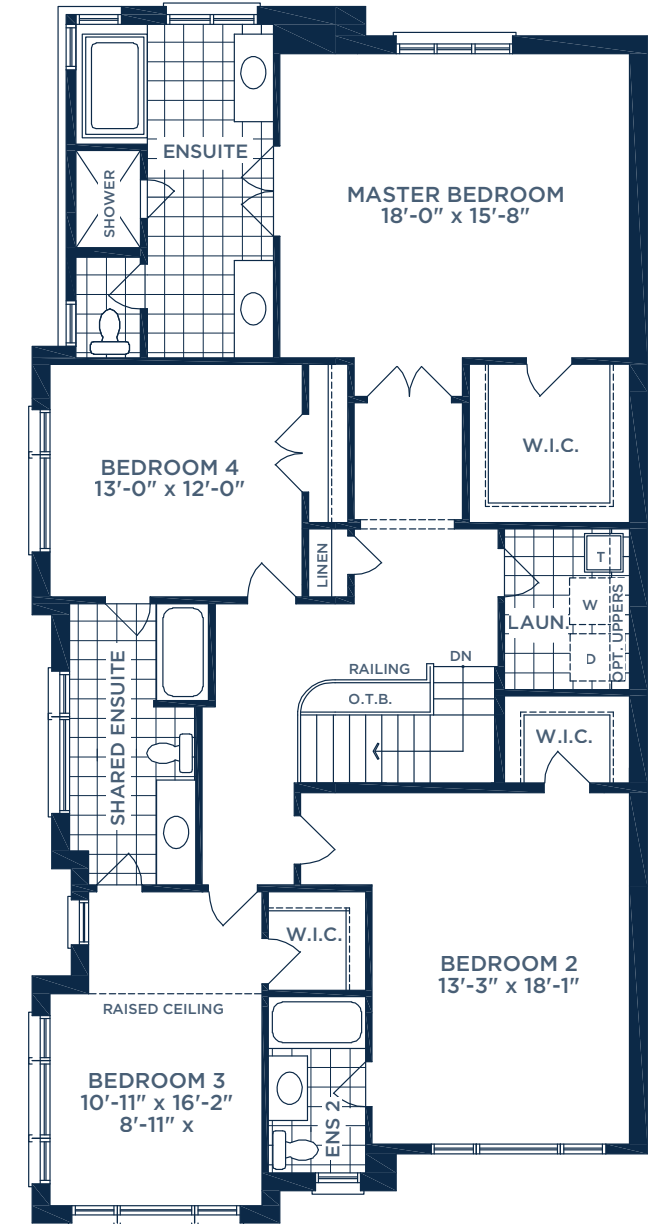 ENSUITE
SHOWER
MASTER BEDROOM
18'-0" x 15'-8"
W.I.C.
BEDROOM 4
13'-0" x 12'-0"
LINEN
T
W
LAUN.
D
OPT. UPPERS
DN
RAILING
O.T.B.
SHARED ENSUITE
W.I.C.
W.I.C.
BEDROOM 2
13'-3" x 18'-1"
RAISED CEILING
BEDROOM 3
10'-11" x 16'-2"
8'-11" x
ENS 2